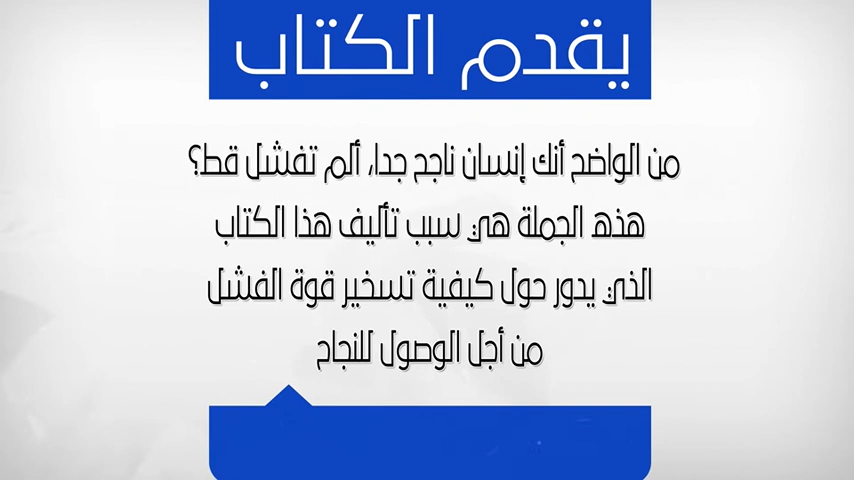 يقدم الكتاب
من الواضح أنك إنسان ناجح جدا، ألم تفشل قط؟
هذه الجملة هي سبب تأليف هذا الكتاب
الذي يدور حول كيفية تسخير قوة الفشل
من أجل الوصول للنجاح